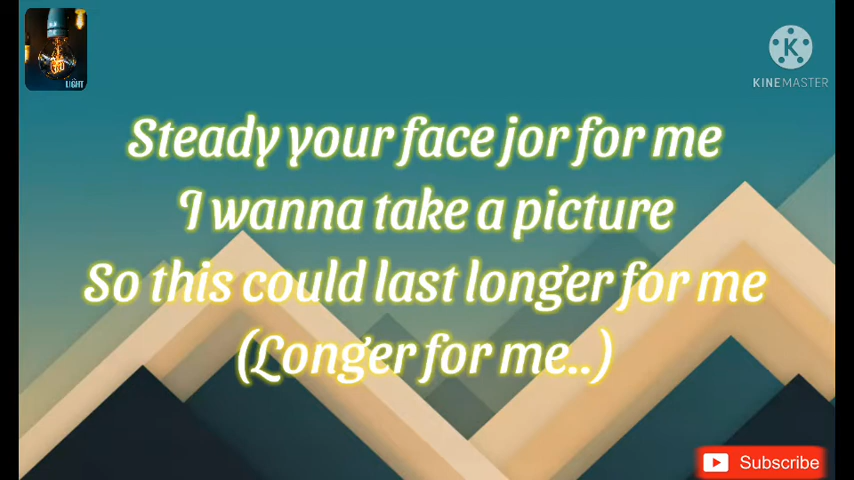 LIGHT
KINEMASTER
Steady your face jor for me
I wanna take a picture
So this could last longer for me
(Longer for me..)
Subscribe